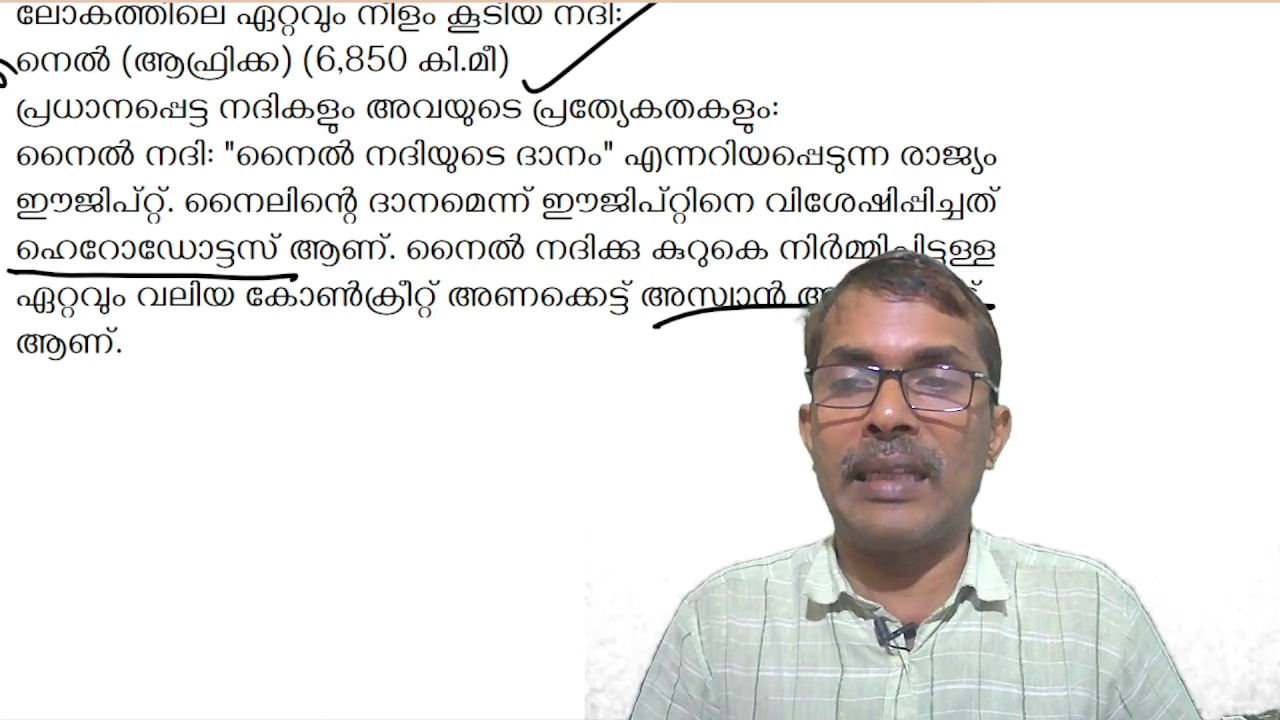 ലോകത്തിലെ ഏറ്റവും നീളം കൂടിയ നദി:
നെൽ (ആഫ്രിക്ക) (6,850 കി.മീ)
പ്രധാനപ്പെട്ട നദികളും അവയുടെ പ്രത്യേകതകളും:
നൈൽ നദി: "നൈൽ നദിയുടെ ദാനം" എന്നറിയപ്പെടുന്ന രാജ്യം
ഈജിപ്റ്റ്. നൈലിന്റെ ദാനമെന്ന് ഈജിപ്റ്റിനെ വിശേഷിപ്പിച്ചത്
ഹെറോഡോട്ടസ് ആണ്. നൈൽ നദിക്കു കുറുകെ നിർമ്മിച്ചിട്ടുള്ള
ഏറ്റവും വലിയ കോൺക്രീറ്റ് അണക്കെട്ട് അസ്വാൻ
ആണ്.